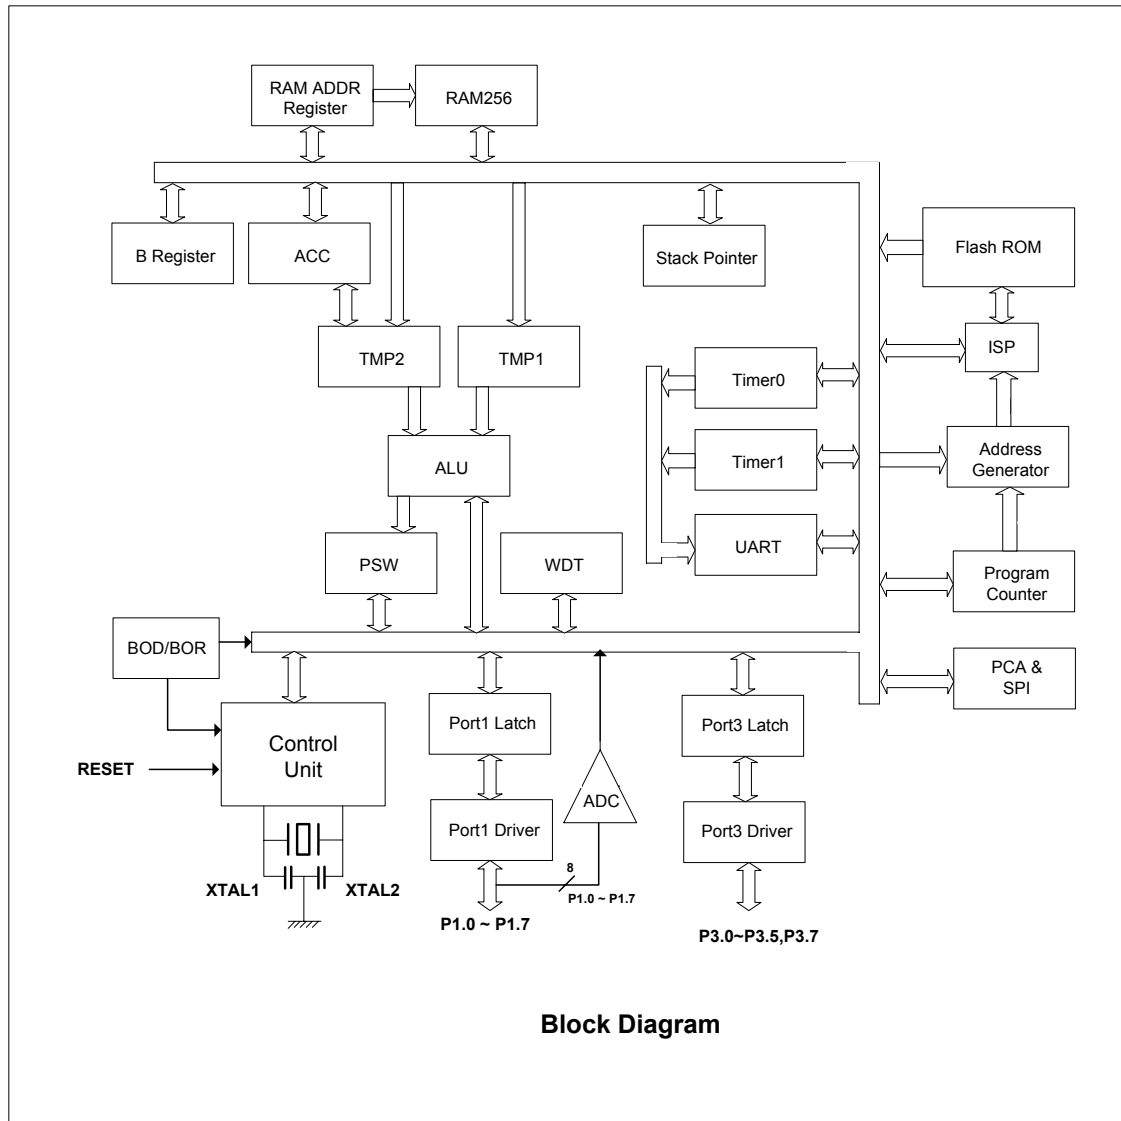 RAM ADDR
Register
RAM256
B Register
ACC
Stack Pointer
Flash ROM
TMP2
TMP1
Timer0
ISP
ALU
Timer1
Address
Generator
PSW
WDT
UART
Program
Counter
BOD/BOR
PCA &
SPI
Control
Unit
Port1 Latch
Port3 Latch
RESET
ADC
Port1 Driver
Port3 Driver
8
XTAL1
XTAL2
P1.0 ~ P1.7
P1.0 ~ P1.7
P3.0~P3.5,P3.7
Block Diagram